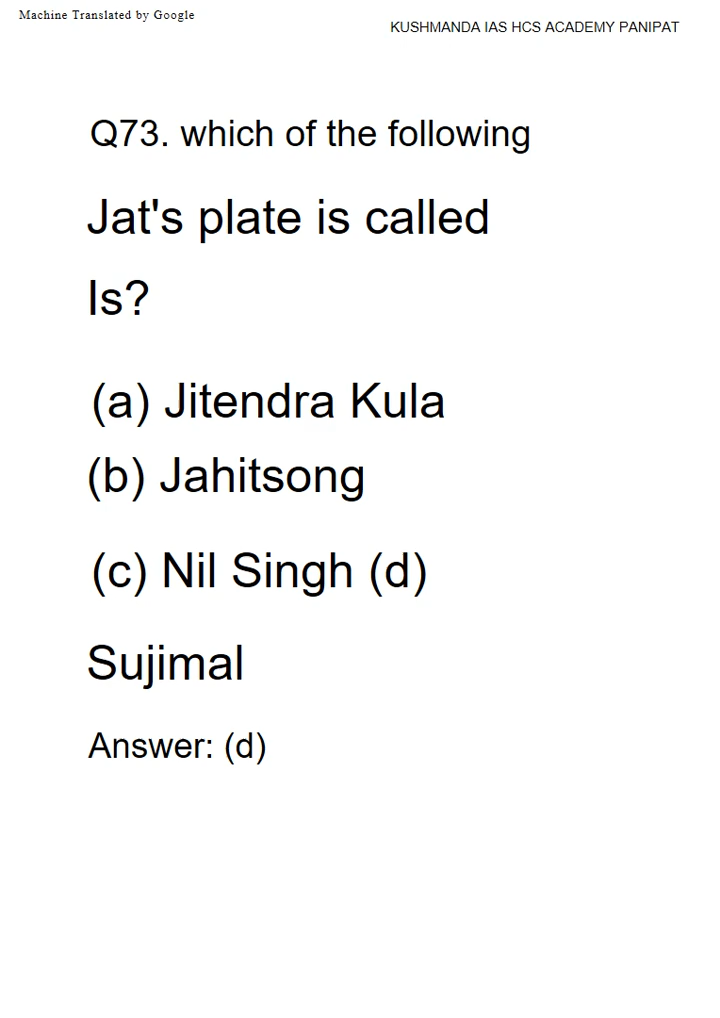 Machine Translated by Google
KUSHMANDA IAS HCS ACADEMY PANIPAT
Q73. which of the following
Jat's plate is called
Is?
(a) Jitendra Kula
(b) Jahitsong
(c) Nil Singh (d)
Sujimal
Answer: (d)